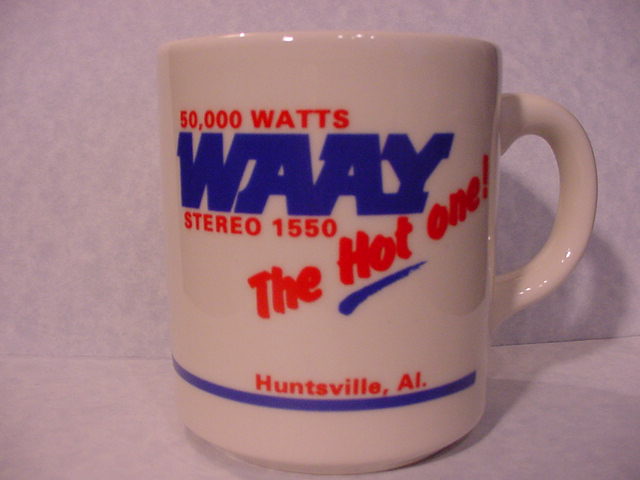 50,000 WATTS
WAAY
STEREO 1550
The Hot one!
Huntsville, Al.